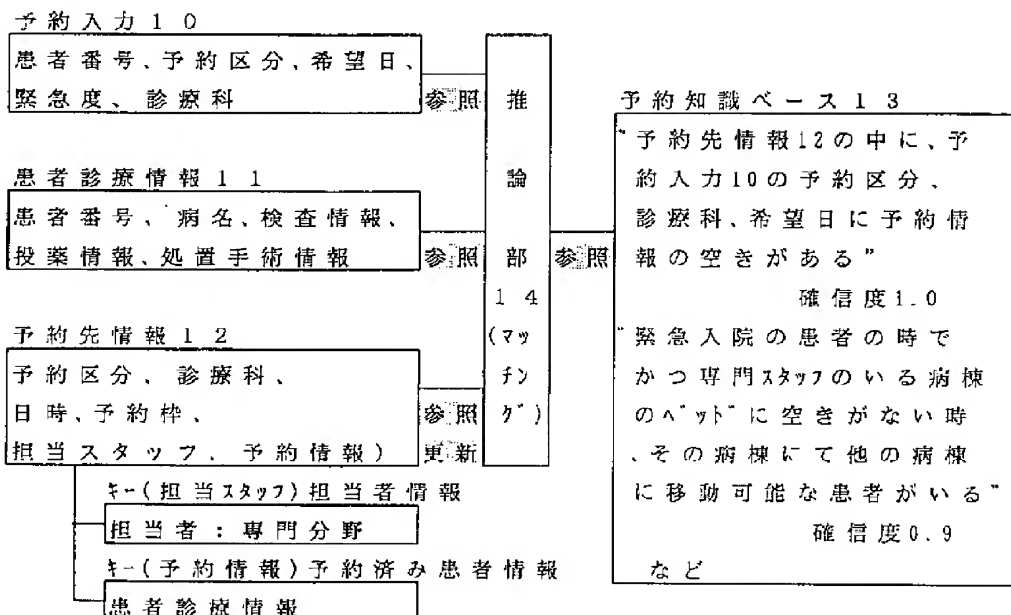 予約入力10
患者番号、予約区分、希望日、
緊急度、診療科
参照
患者診療情報11
患者番号、病名、検査情報、
投薬情報、処置手術情報
参照
予約先情報12
予約区分、診療科、
日時、予約枠、
担当スタッフ、予約情報)
参照
更新
キー(担当スタッフ)担当者情報
担当者:専門分野
キー(予約情報)予約済み患者情報
患者診療情報
推
論
部
14
(マッ
チン
グ)
参照
予約知識ベース13
"予約先情報12の中に、予
約入力10の予約区分、
診療科、希望日に予約情
報の空きがある"
確信度1.0
"緊急入院の患者の時で
かつ専門スタッフのいる病棟
のベッドに空きがない時
、その病棟にて他の病棟
に移動可能な患者がいる"
確信度0.9
など